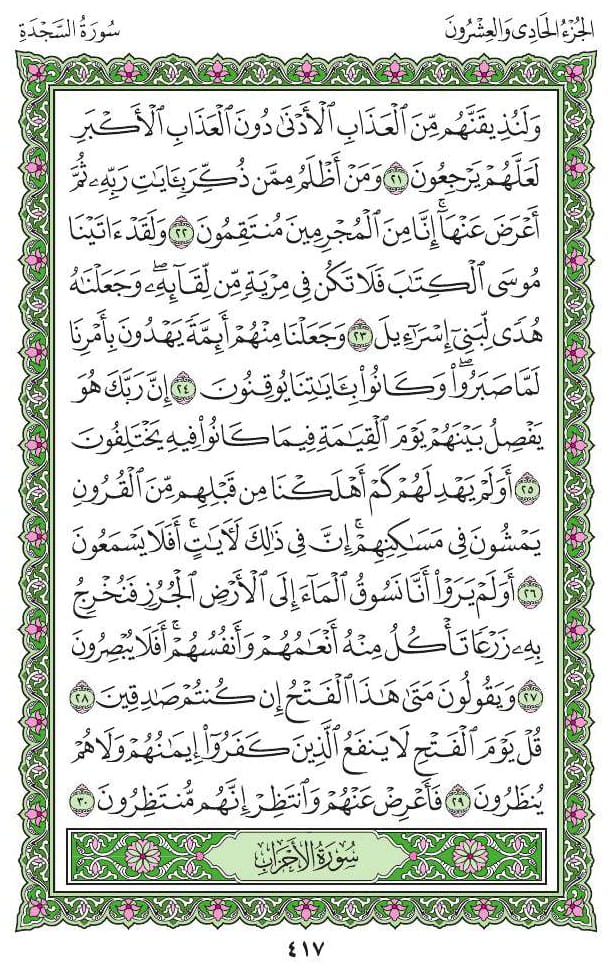 الجُزْءُ الحَادِي وَالعِشْرُونَ
سُورَةُ السَّجْدَةِ
وَلَنُذِيقَنَّهُم مِّنَ ٱلْعَذَابِ ٱلْأَدْنَىٰ دُونَ ٱلْعَذَابِ ٱلْأَكْبَرِ
لَعَلَّهُمْ يَرْجِعُونَ ٢١ وَمَنْ أَظْلَمُ مِمَّن ذُكِّرَ بِـَٔايَٰتِ رَبِّهِۦ ثُمَّ
أَعْرَضَ عَنْهَآۚ إِنَّا مِنَ ٱلْمُجْرِمِينَ مُنتَقِمُونَ ٢٢ وَلَقَدْ ءَاتَيْنَا
مُوسَى ٱلْكِتَٰبَ فَلَا تَكُن فِي مِرْيَةٍ مِّن لِّقَآئِهِۦۖ وَجَعَلْنَٰهُ
هُدًى لِّبَنِيٓ إِسْرَٰٓءِيلَ ٢٣ وَجَعَلْنَا مِنْهُمْ أَئِمَّةً يَهْدُونَ بِأَمْرِنَا
لَمَّا صَبَرُوا۟ۖ وَكَانُوا۟ بِـَٔايَٰتِنَا يُوقِنُونَ ٢٤ إِنَّ رَبَّكَ هُوَ
يَفْصِلُ بَيْنَهُمْ يَوْمَ ٱلْقِيَٰمَةِ فِيمَا كَانُوا۟ فِيهِ يَخْتَلِفُونَ
٢٥ أَوَلَمْ يَهْدِ لَهُمْ كَمْ أَهْلَكْنَا مِن قَبْلِهِم مِّنَ ٱلْقُرُونِ
يَمْشُونَ فِي مَسَٰكِنِهِمْۚ إِنَّ فِي ذَٰلِكَ لَأٓيَٰتٍۚ أَفَلَا يَسْمَعُونَ
٢٦ أَوَلَمْ يَرَوْا۟ أَنَّا نَسُوقُ ٱلْمَآءَ إِلَى ٱلْأَرْضِ ٱلْجُرُزِ فَنُخْرِجُ
بِهِۦ زَرْعًا تَأْكُلُ مِنْهُ أَنْعَٰمُهُمْ وَأَنفُسُهُمْۚ أَفَلَا يُبْصِرُونَ
٢٧ وَيَقُولُونَ مَتَىٰ هَٰذَا ٱلْفَتْحُ إِن كُنتُمْ صَٰدِقِينَ ٢٨
قُلْ يَوْمَ ٱلْفَتْحِ لَا يَنفَعُ ٱلَّذِينَ كَفَرُوٓا۟ إِيمَٰنُهُمْ وَلَا هُمْ
يُنظَرُونَ ٢٩ فَأَعْرِضْ عَنْهُمْ وَٱنتَظِرْ إِنَّهُم مُّنتَظِرُونَ ٣٠
سُورَةُ الأَحْزَابِ
٤١٧